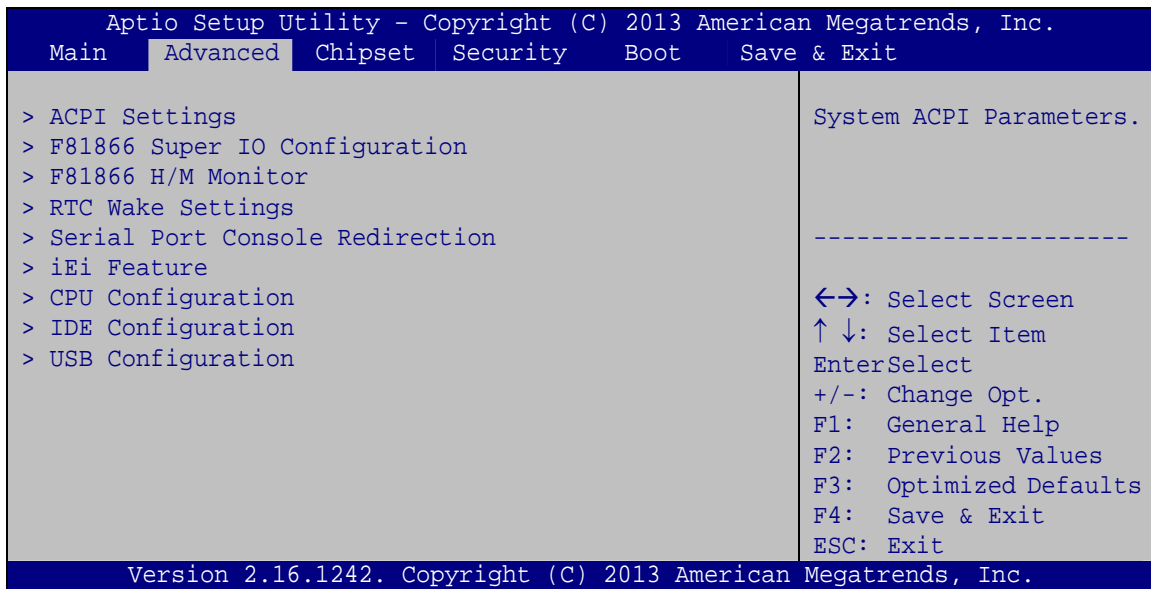 Aptio Setup Utility – Copyright (C) 2013 American Megatrends, Inc.
Main Advanced Chipset Security Boot Save & Exit
> ACPI Settings
> F81866 Super IO Configuration
> F81866 H/M Monitor
> RTC Wake Settings
> Serial Port Console Redirection
> iEi Feature
> CPU Configuration
> IDE Configuration
> USB Configuration
System ACPI Parameters.
----------------------
←→: Select Screen
↑ ↓: Select Item
EnterSelect
+/-: Change Opt.
F1: General Help
F2: Previous Values
F3: Optimized Defaults
F4: Save & Exit
ESC: Exit
Version 2.16.1242. Copyright (C) 2013 American Megatrends, Inc.